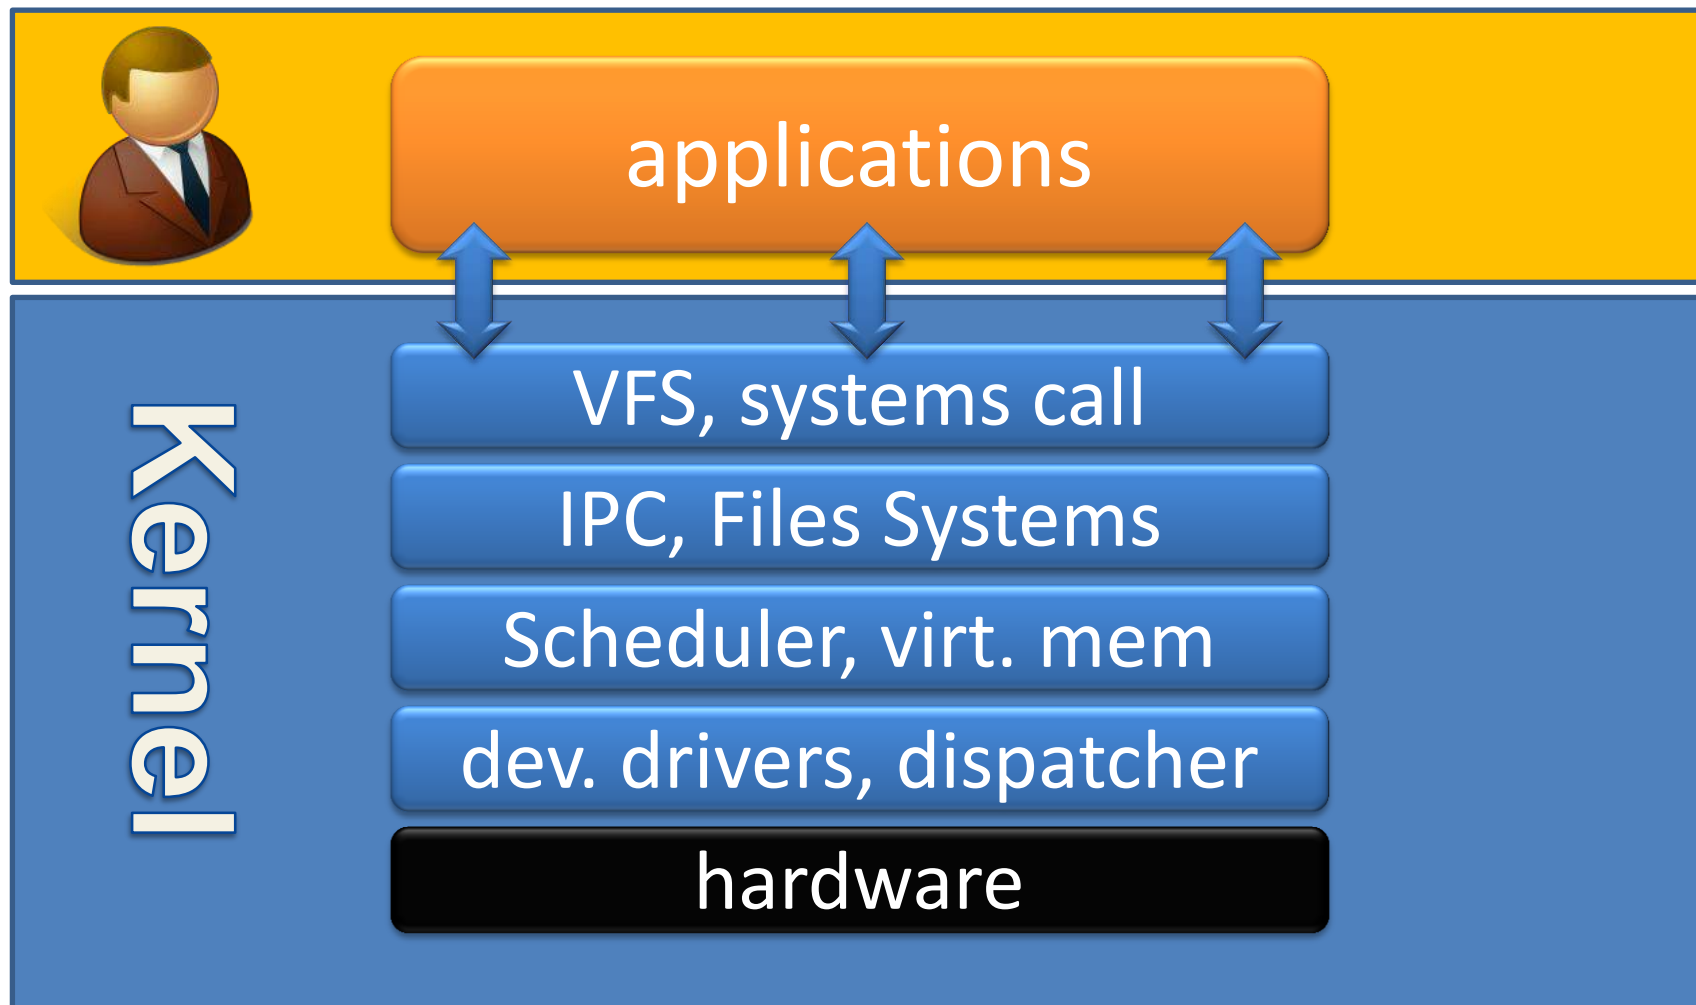 applications
Kernel
VFS, systems call
IPC, Files Systems
Scheduler, virt. mem
dev. drivers, dispatcher
hardware